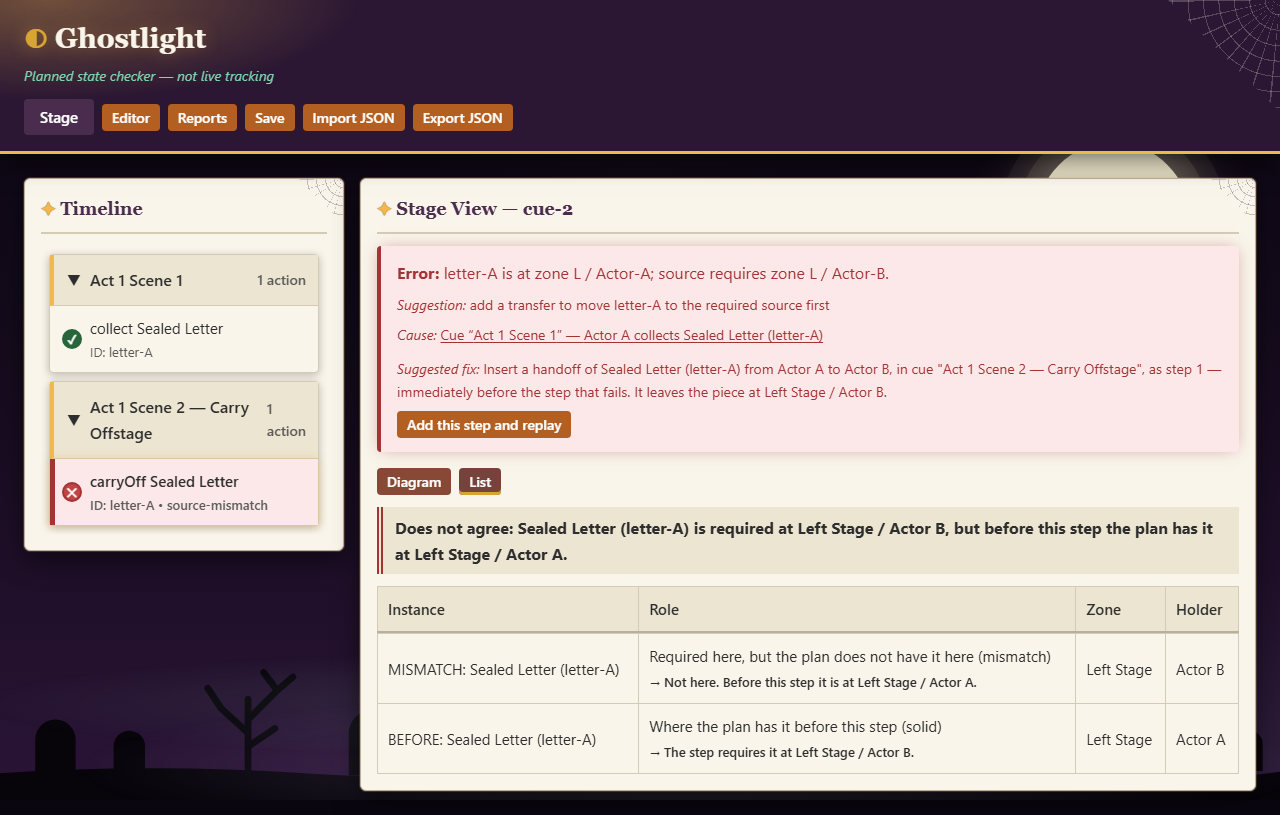 Ghostlight
Planned state checker — not live tracking
Stage
Editor
Reports
Save
Import JSON
Export JSON
Timeline
Act 1 Scene 1
1 action
collect Sealed Letter
ID: letter-A
Act 1 Scene 2 — Carry
Offstage
1
action
carryOff Sealed Letter
ID: letter-A • source-mismatch
Stage View — cue-2
Error: letter-A is at zone L / Actor-A; source requires zone L / Actor-B.
Suggestion: add a transfer to move letter-A to the required source first
Cause: Cue “Act 1 Scene 1” — Actor A collects Sealed Letter (letter-A)
Suggested fix: Insert a handoff of Sealed Letter (letter-A) from Actor A to Actor B, in cue "Act 1 Scene 2 — Carry Offstage", as step 1 —
immediately before the step that fails. It leaves the piece at Left Stage / Actor B.
Add this step and replay
Diagram
List
Does not agree: Sealed Letter (letter-A) is required at Left Stage / Actor B, but before this step the plan has it
at Left Stage / Actor A.
Instance
Role
Zone
Holder
MISMATCH: Sealed Letter (letter-A)
Required here, but the plan does not have it here (mismatch)
→ Not here. Before this step it is at Left Stage / Actor A.
Left Stage
Actor B
BEFORE: Sealed Letter (letter-A)
Where the plan has it before this step (solid)
→ The step requires it at Left Stage / Actor B.
Left Stage
Actor A